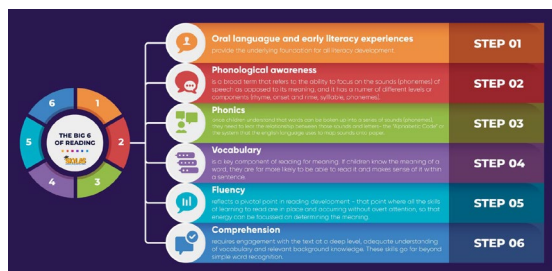 Oral languague and early literacy experiences
provide the underlying foundation for all literacy development.
STEP 01
Phonological awareness
Is a broad term that refers to the ability to focus on the sounds (phonemes) of
speech as opposed to its meaning, and it has a numer of different levels or
components (rhyme, onset and rime, syllable, phonemes).
STEP 02
Phonics
once children understand that words can be broken up into a series of sounds (phonemes),
they need to learn the relationship between those sounds and letters - the "Alphabetic Code" or
the system that the english language uses to map sounds onto paper.
STEP 03
Vocabulary
Is a key component of reading for meaning. If children know the meaning of a
word, they are far more likely to be able to read it and makes sense of it within
a sentence.
STEP 04
Fluency
reflects a pivotal point in reading development - that point where all the skills
of learning to read are in place and occurring without overt attention, so that
energy can be focussed on determining the meaning.
STEP 05
Comprehension
requires engagement with the text at a deep level, adequate understanding
of vocabulary and relevant background knowledge. These skills go far beyond
simple word recognition.
STEP 06
1
2
3
4
5
6
THE BIG 6
OF READING